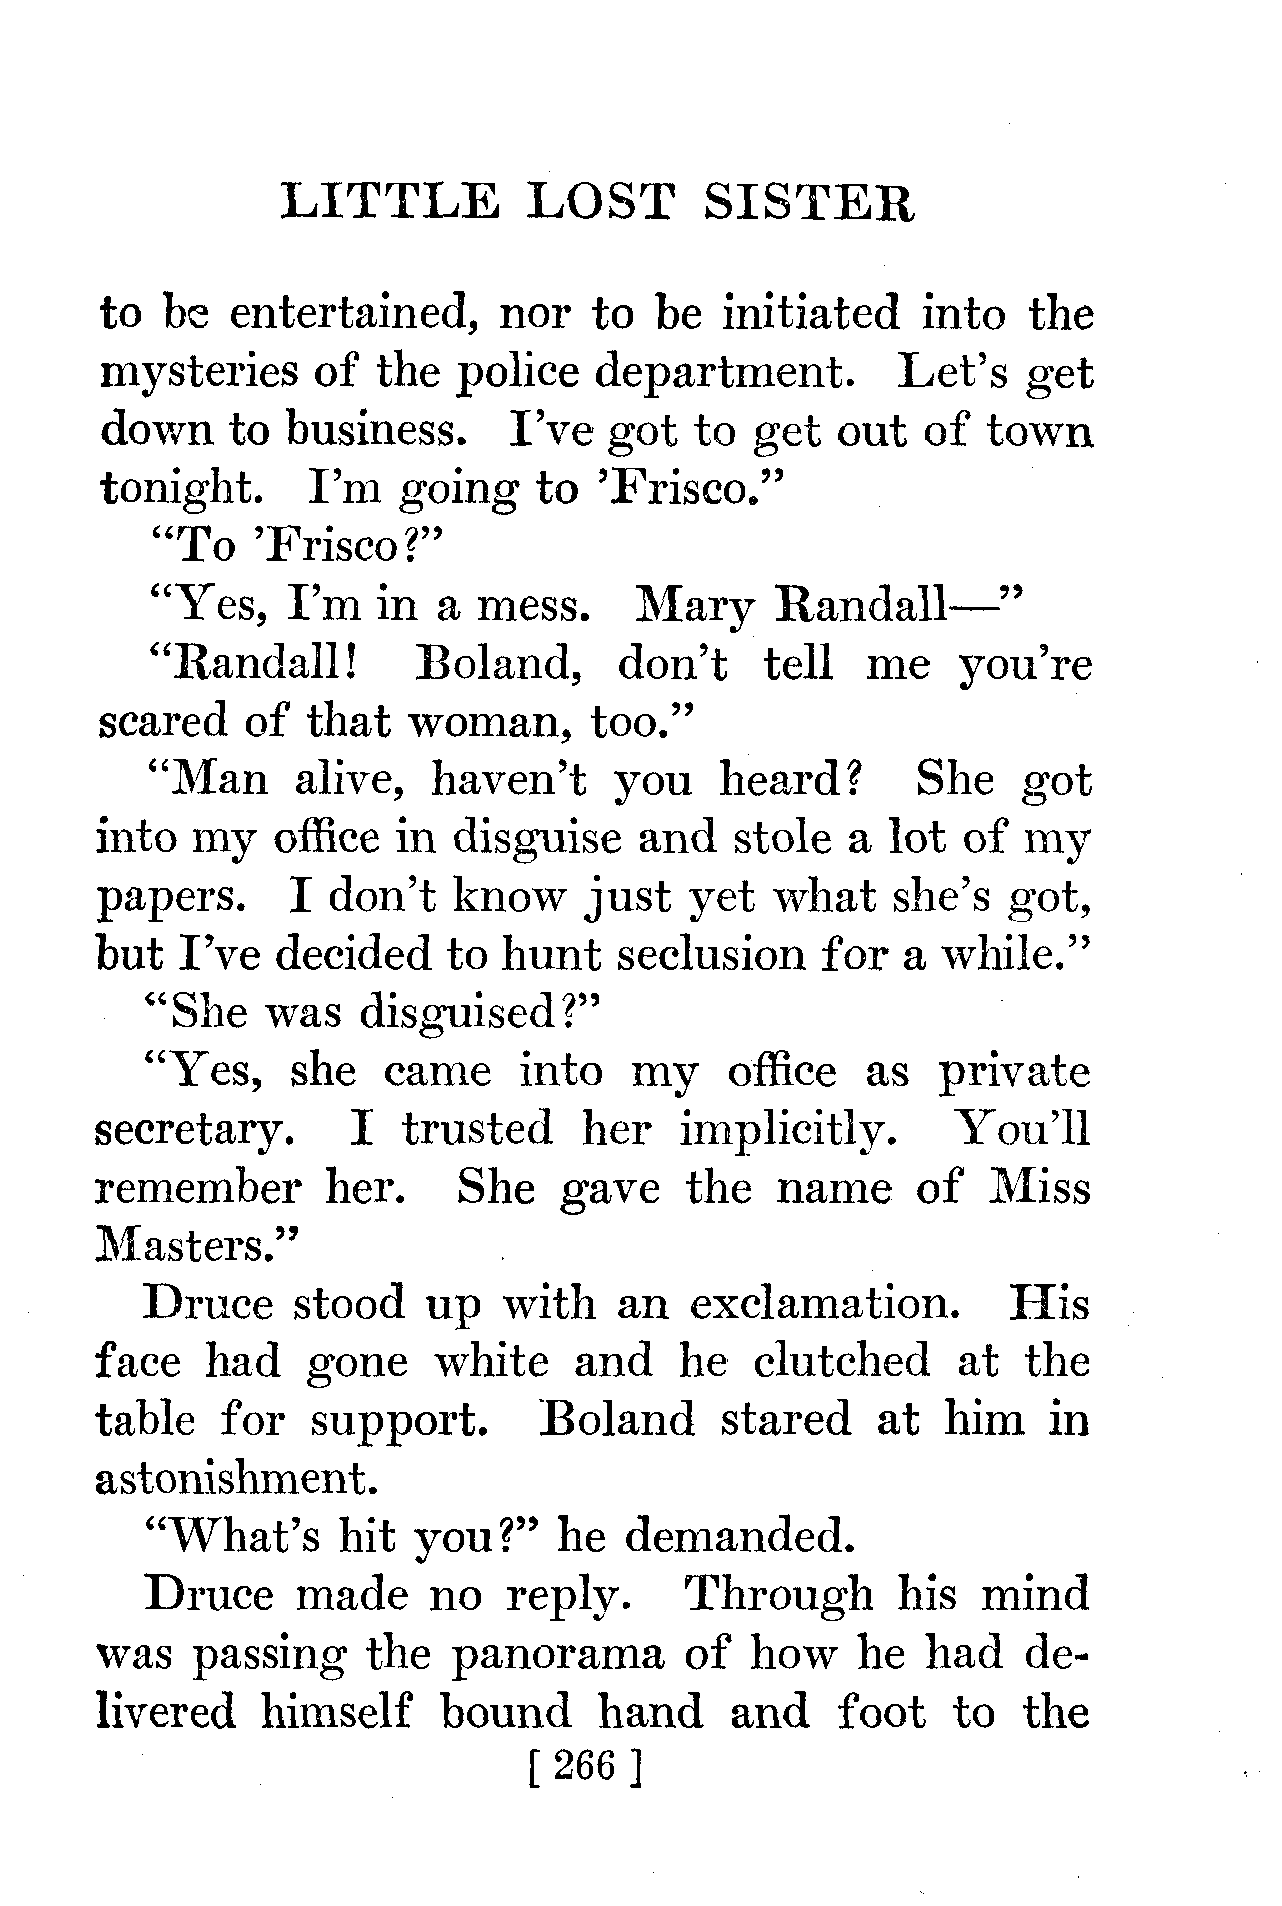 LITTLE LOST SISTER
to be entertained, nor to be initiated into the
mysteries of the police department. Let's get
down to business. I've got to get out of town
tonight. I'm going to 'Frisco."
"To 'Frisco?"
"Yes, I'm in a mess. Mary Randall—"
"Randall! Boland, don't tell me you're
scared of that woman, too."
"Man alive, haven't you heard? She got
into my office in disguise and stole a lot of my
papers. I don't know just yet what she's got,
but I've decided to hunt seclusion for a while."
"She was disguised?"
"Yes, she came into my office as private
secretary. I trusted her implicitly. You'll
remember her. She gave the name of Miss
Masters."
Druce stood up with an exclamation. His
face had gone white and he clutched at the
table for support. Boland stared at him in
astonishment.
"What's hit you?" he demanded.
Druce made no reply. Through his mind
was passing the panorama of how he had de-
livered himself bound hand and foot to the
[ 266 ]